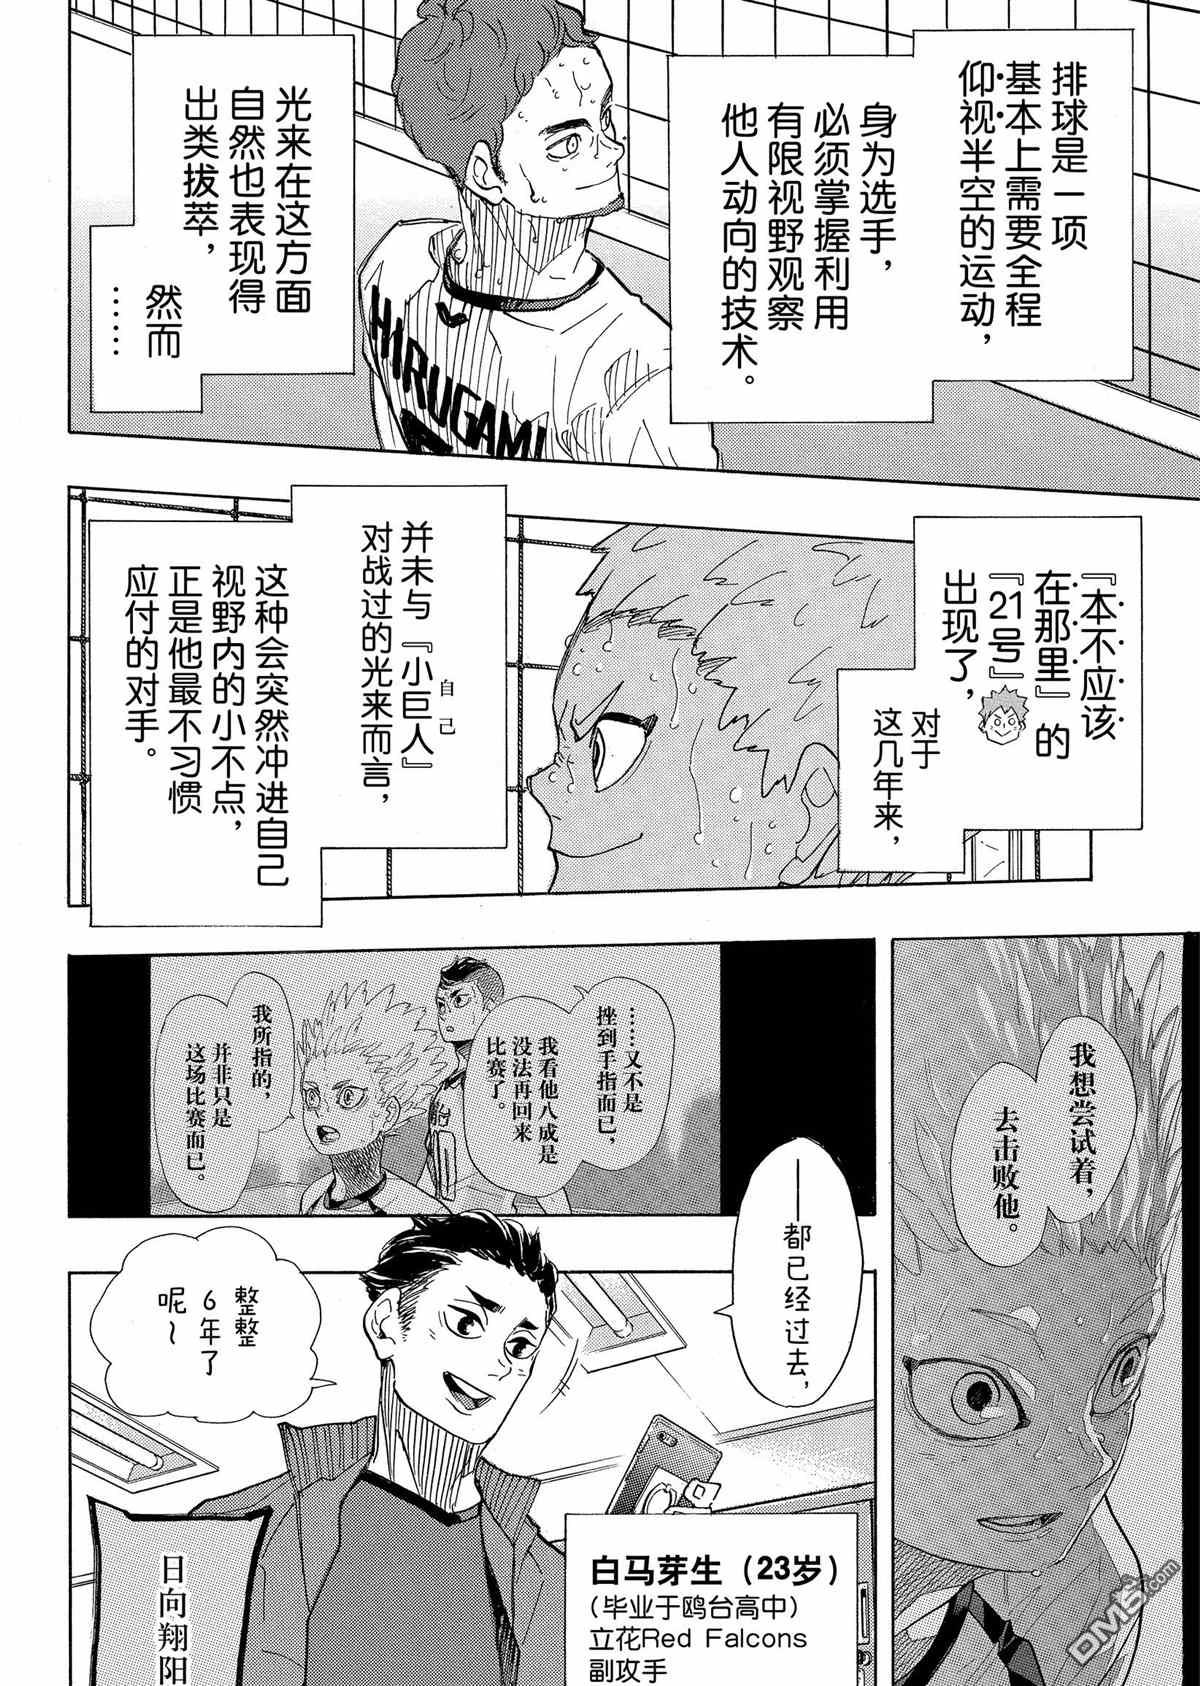 排球是一项
基本上需要全程
仰视半空的运动，
身为选手，
必须掌握利用
有限视野观察
他人动向的技术。
HIRUGAMI
光来在这方面
自然也表现得
出类拔萃，
然而
……
『本不应该
在那里』的
『21号』
出现了，
对于
这几年来，
并未与『小巨人』
自己
对战过的光来而言，
这种会突然冲进自己
视野内的小不点，
正是他最不习惯
应付的对手。
我想尝试着，
去击败他。
……又不是
挫到手指而已，
我看他八成是
没法再回来
比赛了。
我所指的，
并非只是
这场比赛而已。
——都已经过去，
整整
6年了
呢～
白马芽生（23岁）
（毕业于鸥台高中）
立花Red Falcons
副攻手
日向翔阳
DM5.com